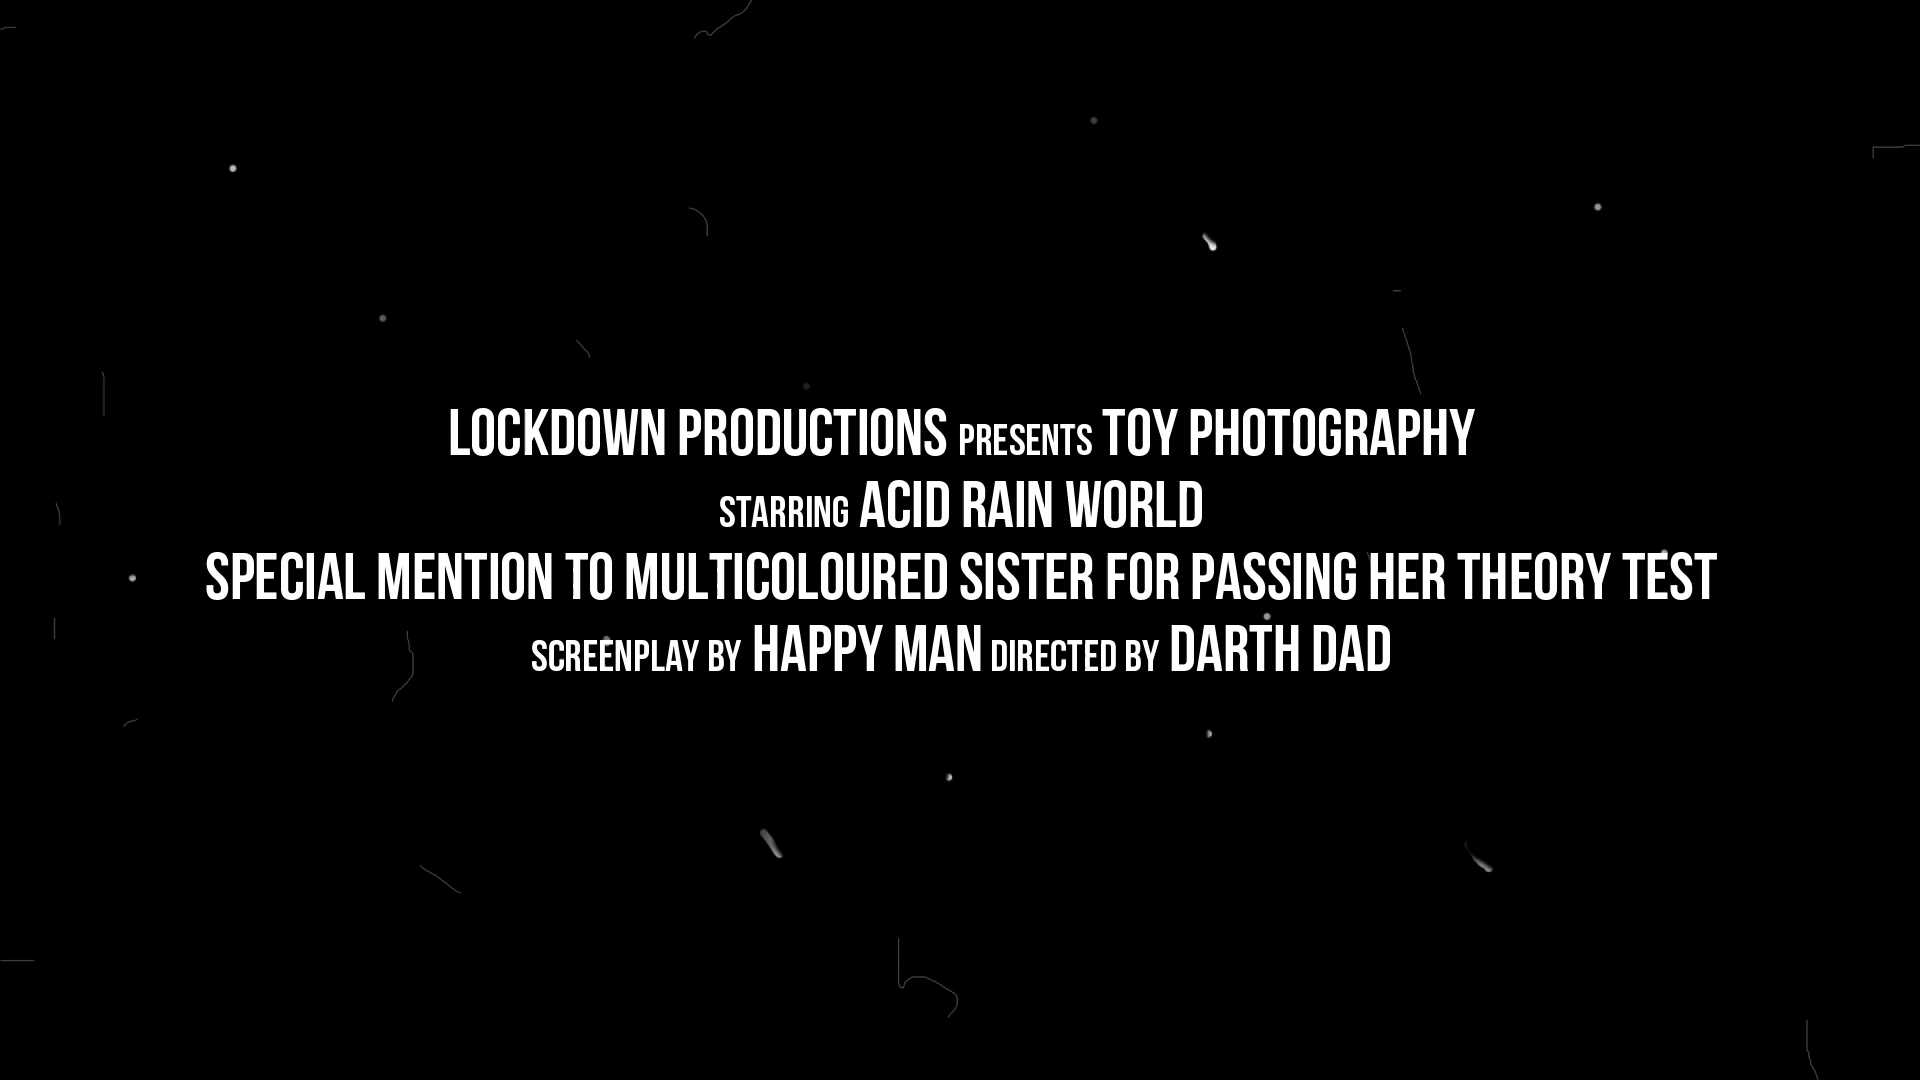 LOCKDOWN PRODUCTIONS PRESENTS TOY PHOTOGRAPHY
STARRING ACID RAIN WORLD
SPECIAL MENTION TO MULTICOLOURED SISTER FOR PASSING HER THEORY TEST
SCREENPLAY BY HAPPY MAN DIRECTED BY DARTH DAD